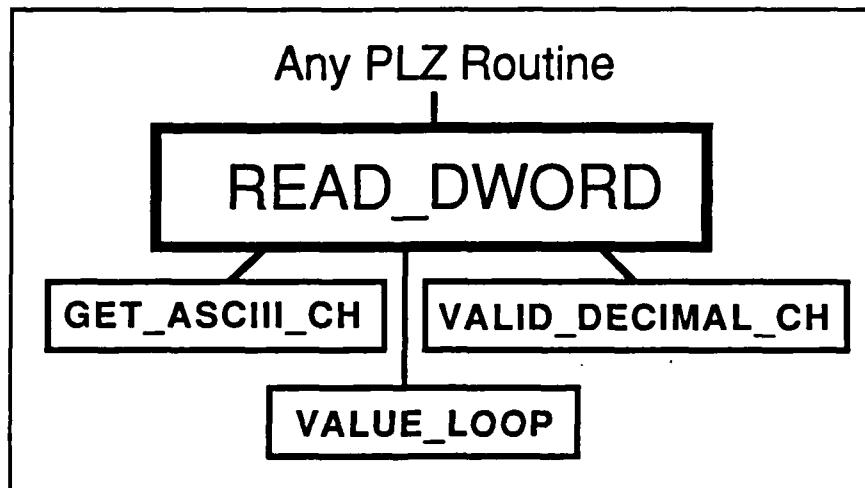 Any PLZ Routine
READ_DWORD
GET_ASCIII_CH
VALID_DECIMAL_CH
VALUE_LOOP